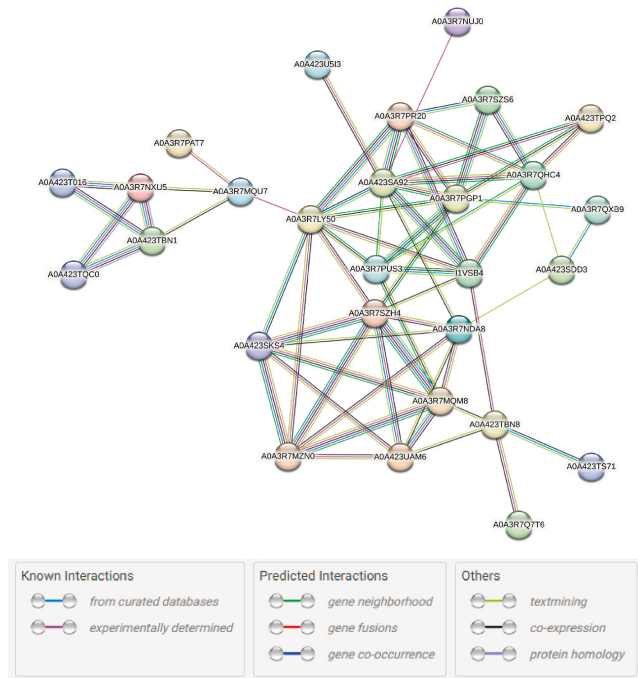 A0A3R7NUJ0
A0A423U5I3
A0A3R7SZS6
A0A3R7PR20
A0A423TPQ2
A0A3R7PAT7
A0A3R7QHC4
A0A423T016
A0A3R7NXU5
A0A423SA92
A0A3R7MQU7
A0A3R7PGP1
A0A3R7QXB9
A0A3R7LY50
A0A423TBN1
A0A3R7PUS3
I1VSB4
A0A423SDD3
A0A423TQC0
A0A3R7SZH4
A0A3R7NDA8
A0A423SKS4
A0A3R7MQM8
A0A423TBN8
A0A3R7MZN0
A0A423UAM6
A0A423TS71
A0A3R7Q7T6
Known Interactions
from curated databases
experimentally determined
Predicted Interactions
gene neighborhood
gene fusions
gene co-occurrence
Others
textmining
co-expression
protein homology